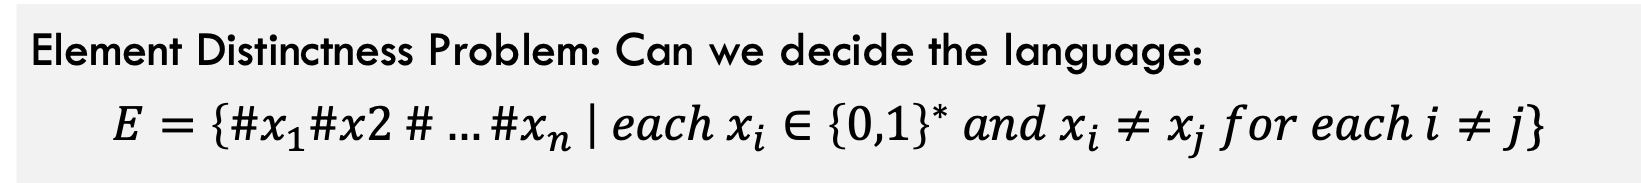 Element Distinctness Problem: Can we decide the language:
E = {#x₁#x2 # … #xₙ | each xᵢ ∈ {0,1}* and xᵢ ≠ xⱼ for each i ≠ j}